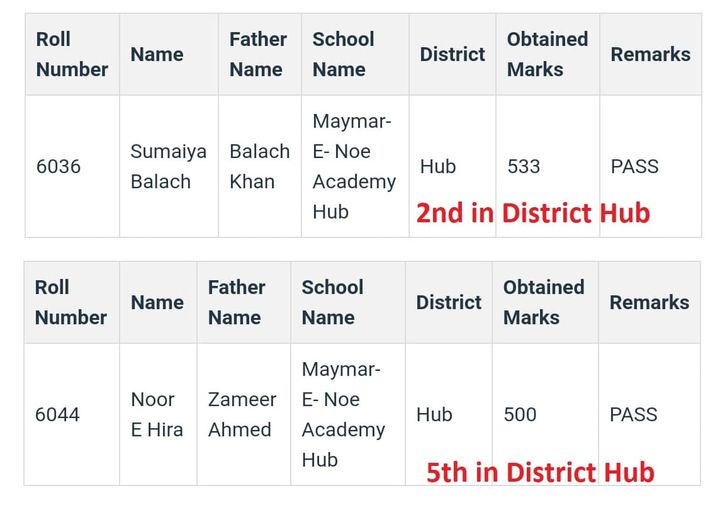 Roll Number | Name | Father Name | School Name | District | Obtained Marks | Remarks
6036 | Sumaiya Balach | Balach Khan | Maymar-E- Noe Academy Hub | Hub | 533 | PASS
2nd in District Hub
Roll Number | Name | Father Name | School Name | District | Obtained Marks | Remarks
6044 | Noor E Hira | Zameer Ahmed | Maymar-E- Noe Academy Hub | Hub | 500 | PASS
5th in District Hub